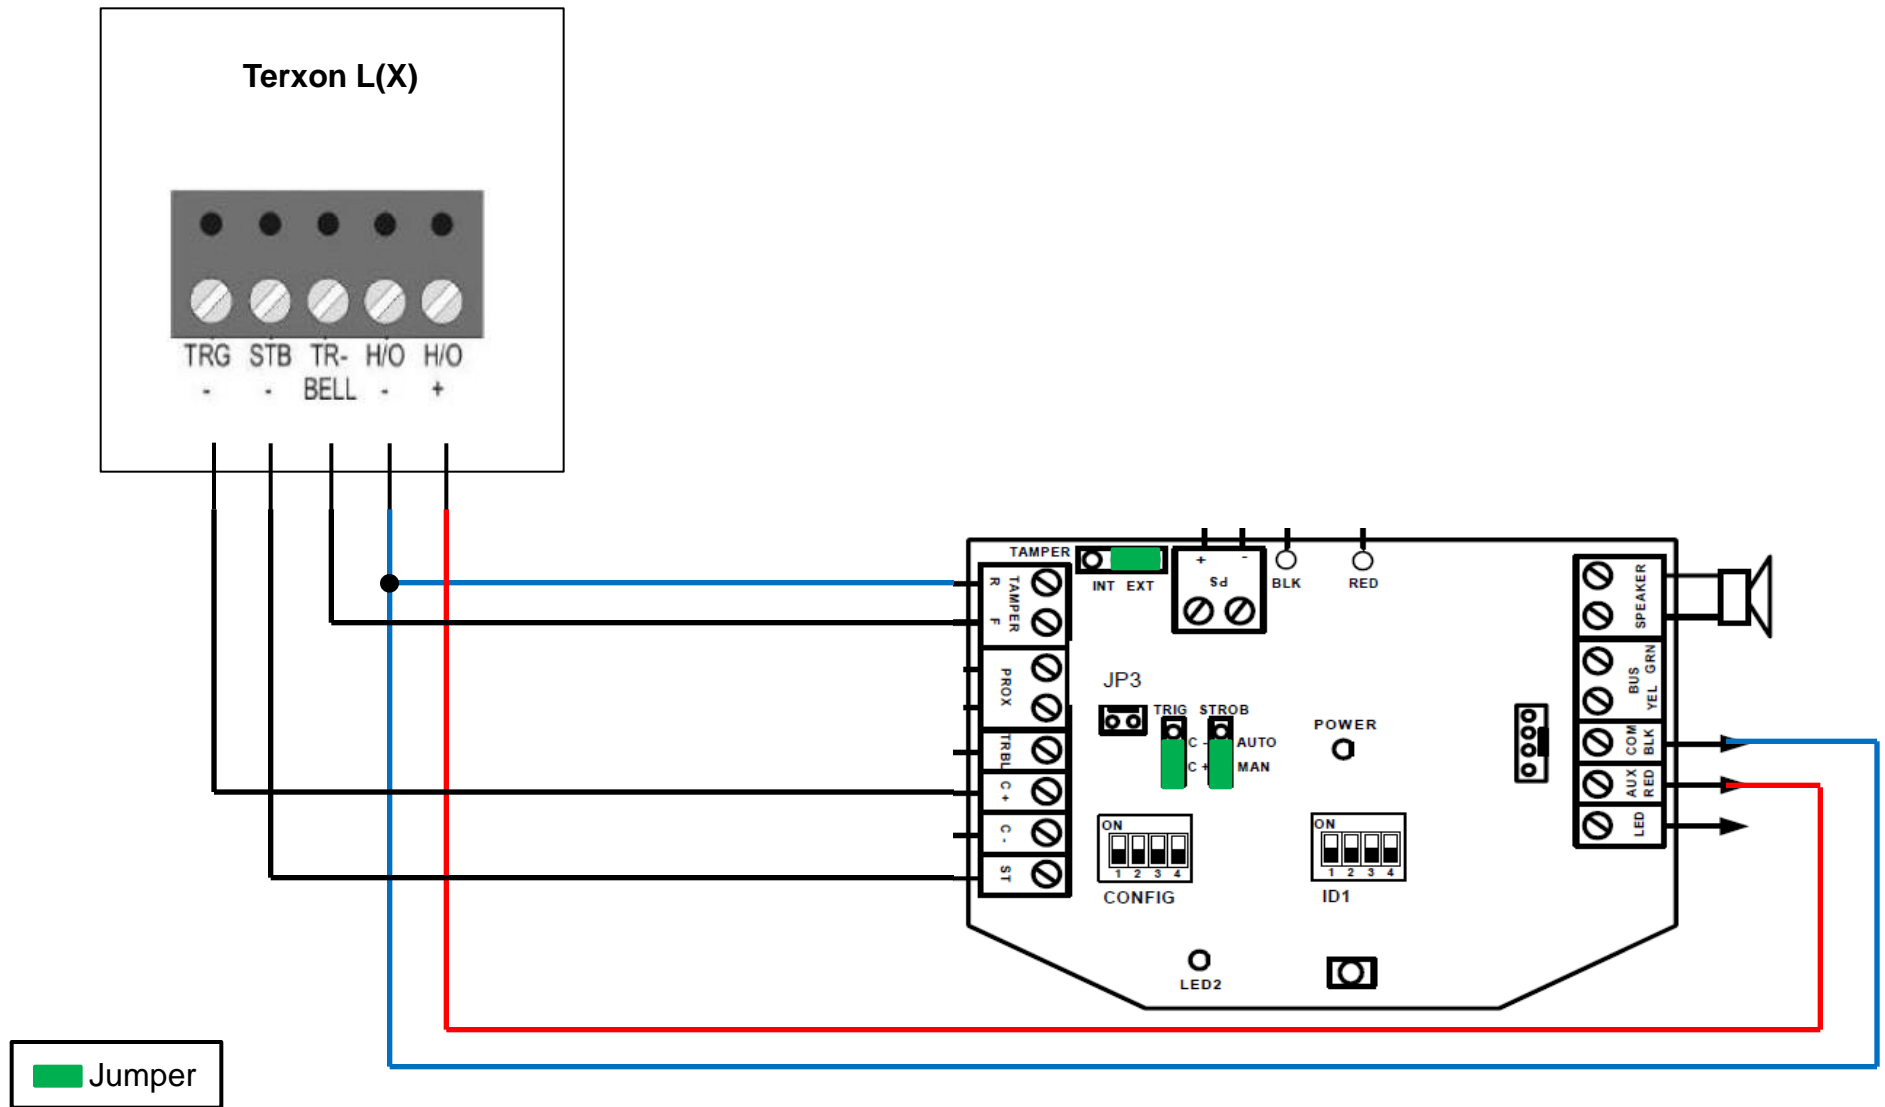 Terxon L(X)
TRG STB TR- H/O H/O
- - BELL - +
TAMPER
INT EXT
+ -
PS
BLK
RED
R TAMPER F
PROX
TRBL
C +
C -
ST
JP3
TRIG STROB
C - AUTO
C + MAN
POWER
ON
1 2 3 4
CONFIG
ON
1 2 3 4
ID1
LED2
SPEAKER
BUS
YEL GRN
COM
BLK
AUX
RED
LED
Jumper